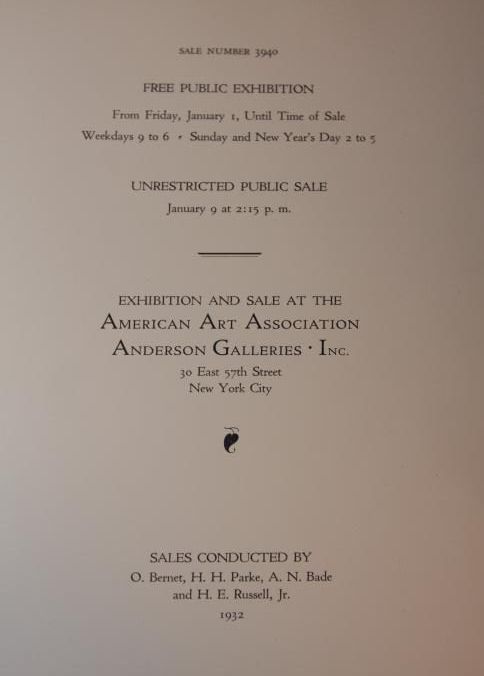 SALE NUMBER 3940
FREE PUBLIC EXHIBITION
From Friday, January 1, Until Time of Sale
Weekdays 9 to 6 · Sunday and New Year's Day 2 to 5
UNRESTRICTED PUBLIC SALE
January 9 at 2:15 p. m.
EXHIBITION AND SALE AT THE
AMERICAN ART ASSOCIATION
ANDERSON GALLERIES · INC.
30 East 57th Street
New York City
SALES CONDUCTED BY
O. Bernet, H. H. Parke, A. N. Bade
and H. E. Russell, Jr.
1932